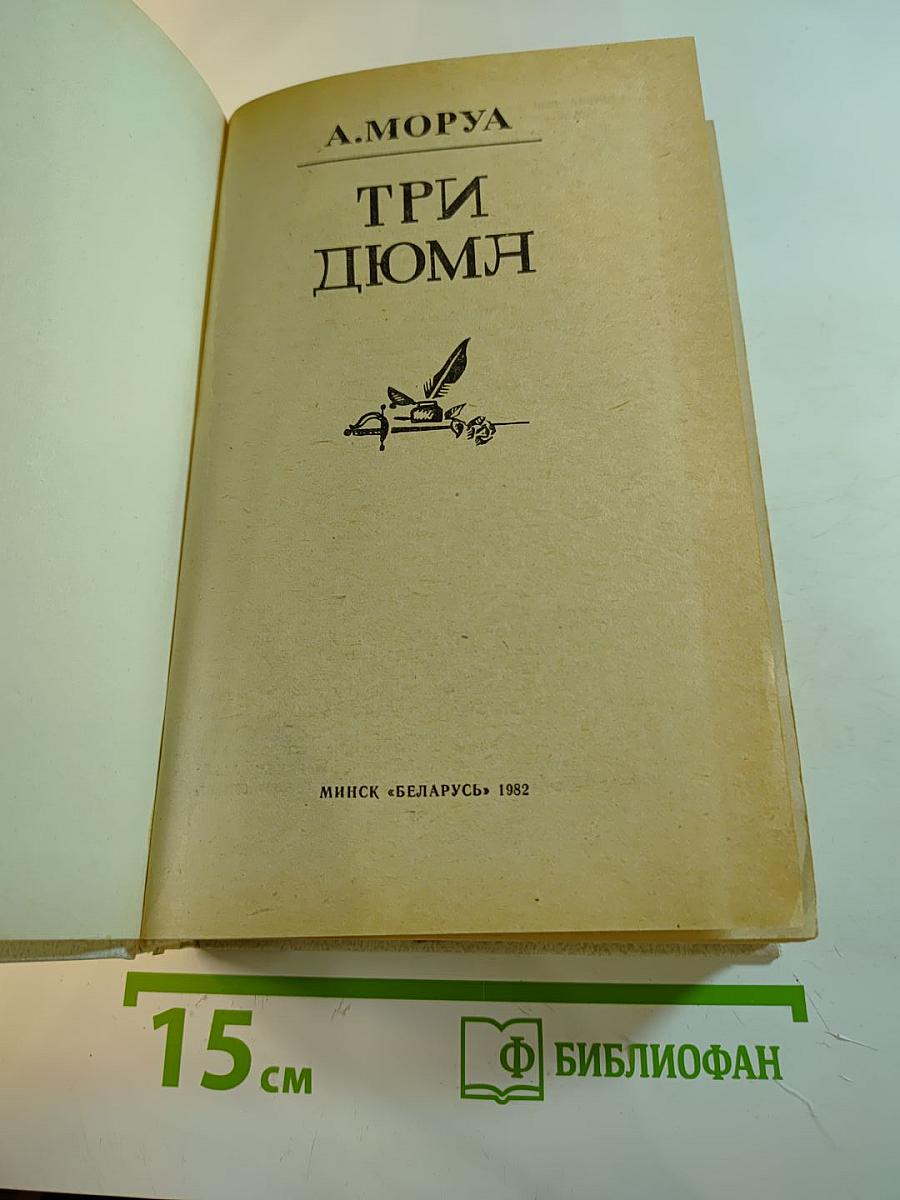 А.МОРУА
ТРИ
ДЮМА
МИНСК «БЕЛАРУСЬ» 1982
15 см
Ф БИБЛИОФАН